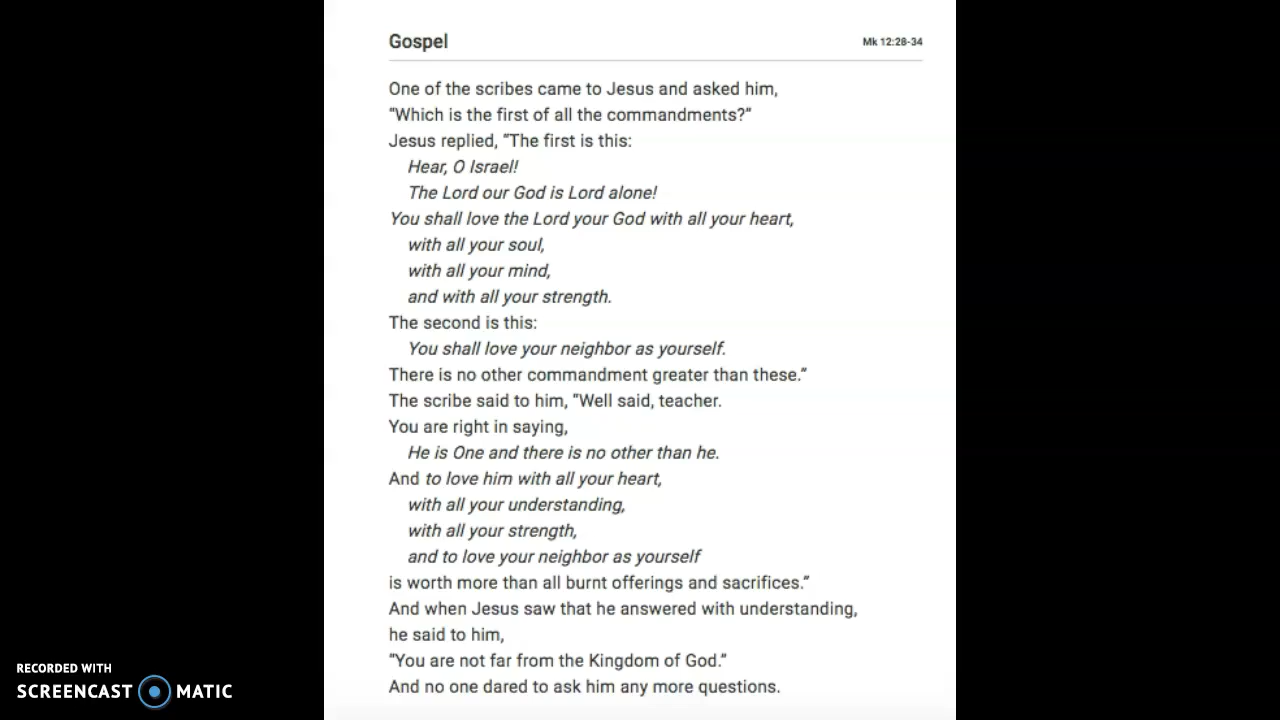 Gospel
Mk 12:28-34
One of the scribes came to Jesus and asked him,
"Which is the first of all the commandments?"
Jesus replied, "The first is this:
Hear, O Israel!
The Lord our God is Lord alone!
You shall love the Lord your God with all your heart,
with all your soul,
with all your mind,
and with all your strength.
The second is this:
You shall love your neighbor as yourself.
There is no other commandment greater than these."
The scribe said to him, "Well said, teacher.
You are right in saying,
He is One and there is no other than he.
And to love him with all your heart,
with all your understanding,
with all your strength,
and to love your neighbor as yourself
is worth more than all burnt offerings and sacrifices."
And when Jesus saw that he answered with understanding,
he said to him,
"You are not far from the Kingdom of God."
And no one dared to ask him any more questions.
RECORDED WITH
SCREENCAST MATIC